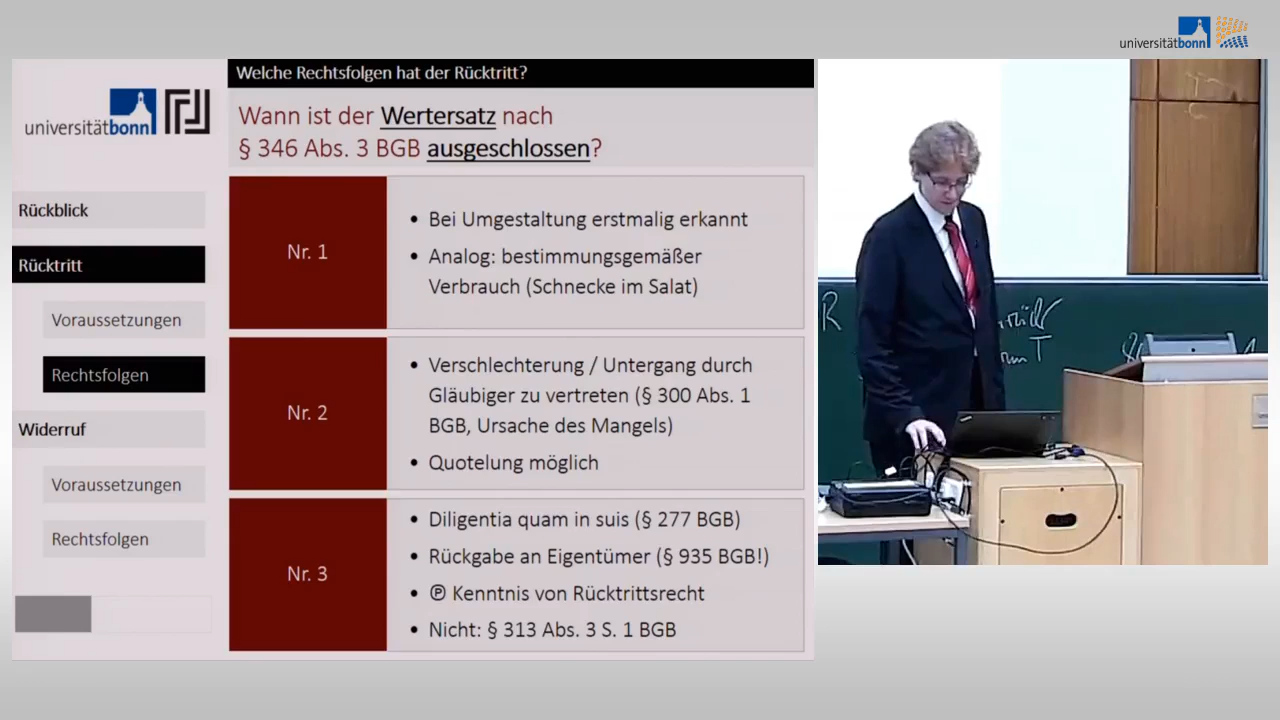 universitätbonn
Welche Rechtsfolgen hat der Rücktritt?
universitätbonn
Wann ist der Wertersatz nach
§ 346 Abs. 3 BGB ausgeschlossen?
Rückblick
Rücktritt
Voraussetzungen
Rechtsfolgen
Widerruf
Voraussetzungen
Rechtsfolgen
Nr. 1
• Bei Umgestaltung erstmalig erkannt
• Analog: bestimmungsgemäßer
Verbrauch (Schnecke im Salat)
Nr. 2
• Verschlechterung / Untergang durch
Gläubiger zu vertreten (§ 300 Abs. 1
BGB, Ursache des Mangels)
• Quotelung möglich
Nr. 3
• Diligentia quam in suis (§ 277 BGB)
• Rückgabe an Eigentümer (§ 935 BGB!)
• ℗ Kenntnis von Rücktrittsrecht
• Nicht: § 313 Abs. 3 S. 1 BGB
R
T